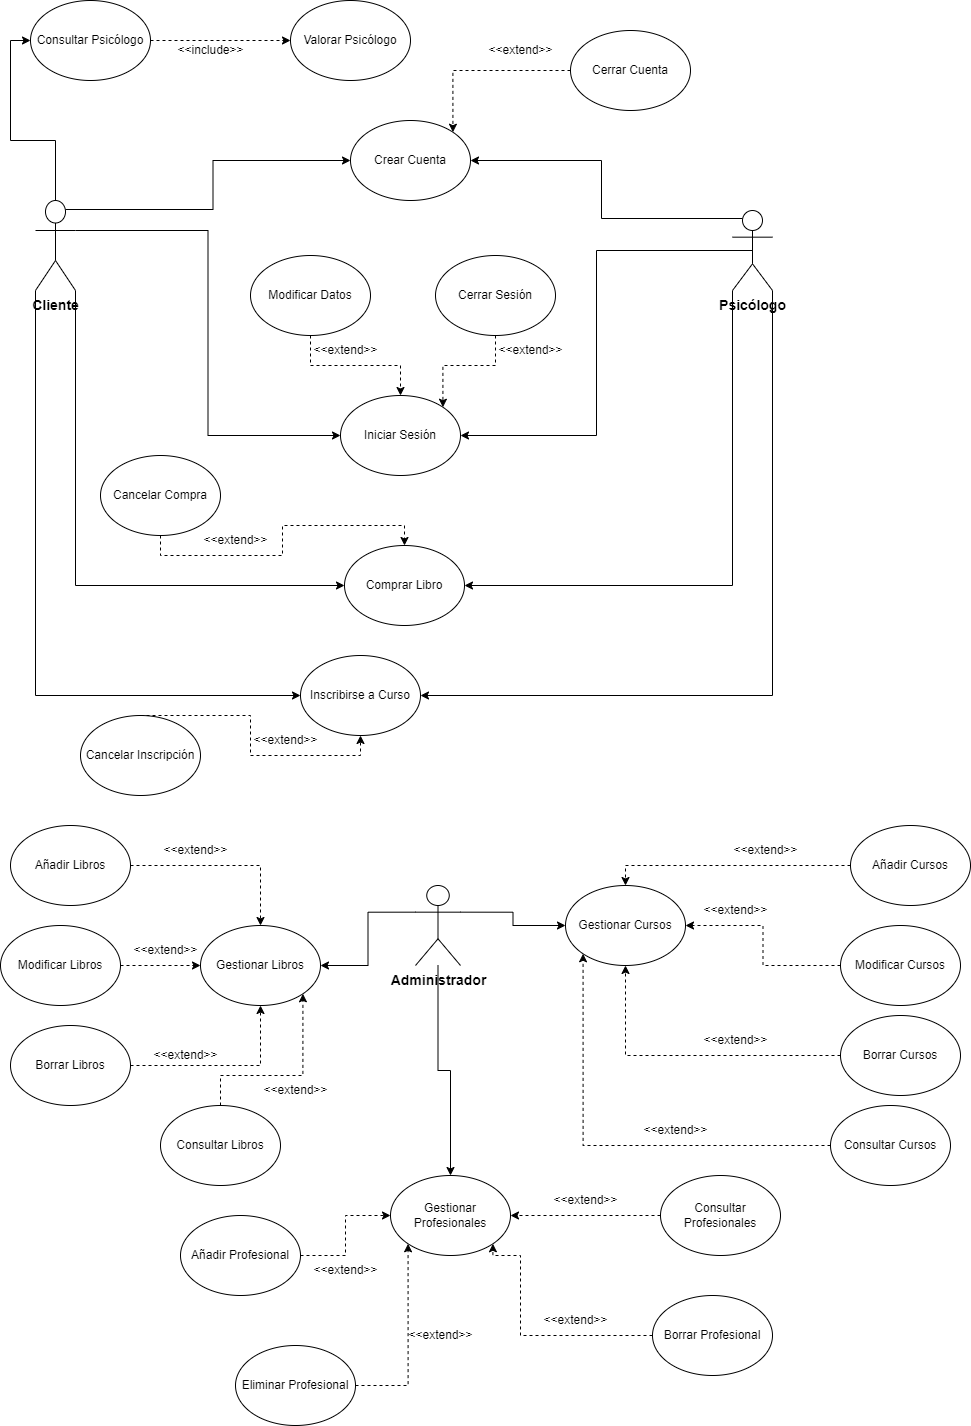 Consultar Psicólogo
<<include>>
Valorar Psicólogo
<<extend>>
Cerrar Cuenta
Crear Cuenta
Cliente
Psicólogo
Modificar Datos
Cerrar Sesión
<<extend>>
<<extend>>
Iniciar Sesión
Cancelar Compra
<<extend>>
Comprar Libro
Inscribirse a Curso
<<extend>>
Cancelar Inscripción
Añadir Libros
<<extend>>
<<extend>>
Añadir Cursos
Modificar Libros
<<extend>>
Gestionar Libros
Administrador
Gestionar Cursos
<<extend>>
Modificar Cursos
Borrar Libros
<<extend>>
<<extend>>
Borrar Cursos
<<extend>>
Consultar Libros
<<extend>>
Consultar Cursos
Gestionar
Profesionales
<<extend>>
Consultar
Profesionales
Añadir Profesional
<<extend>>
<<extend>>
<<extend>>
Borrar Profesional
Eliminar Profesional